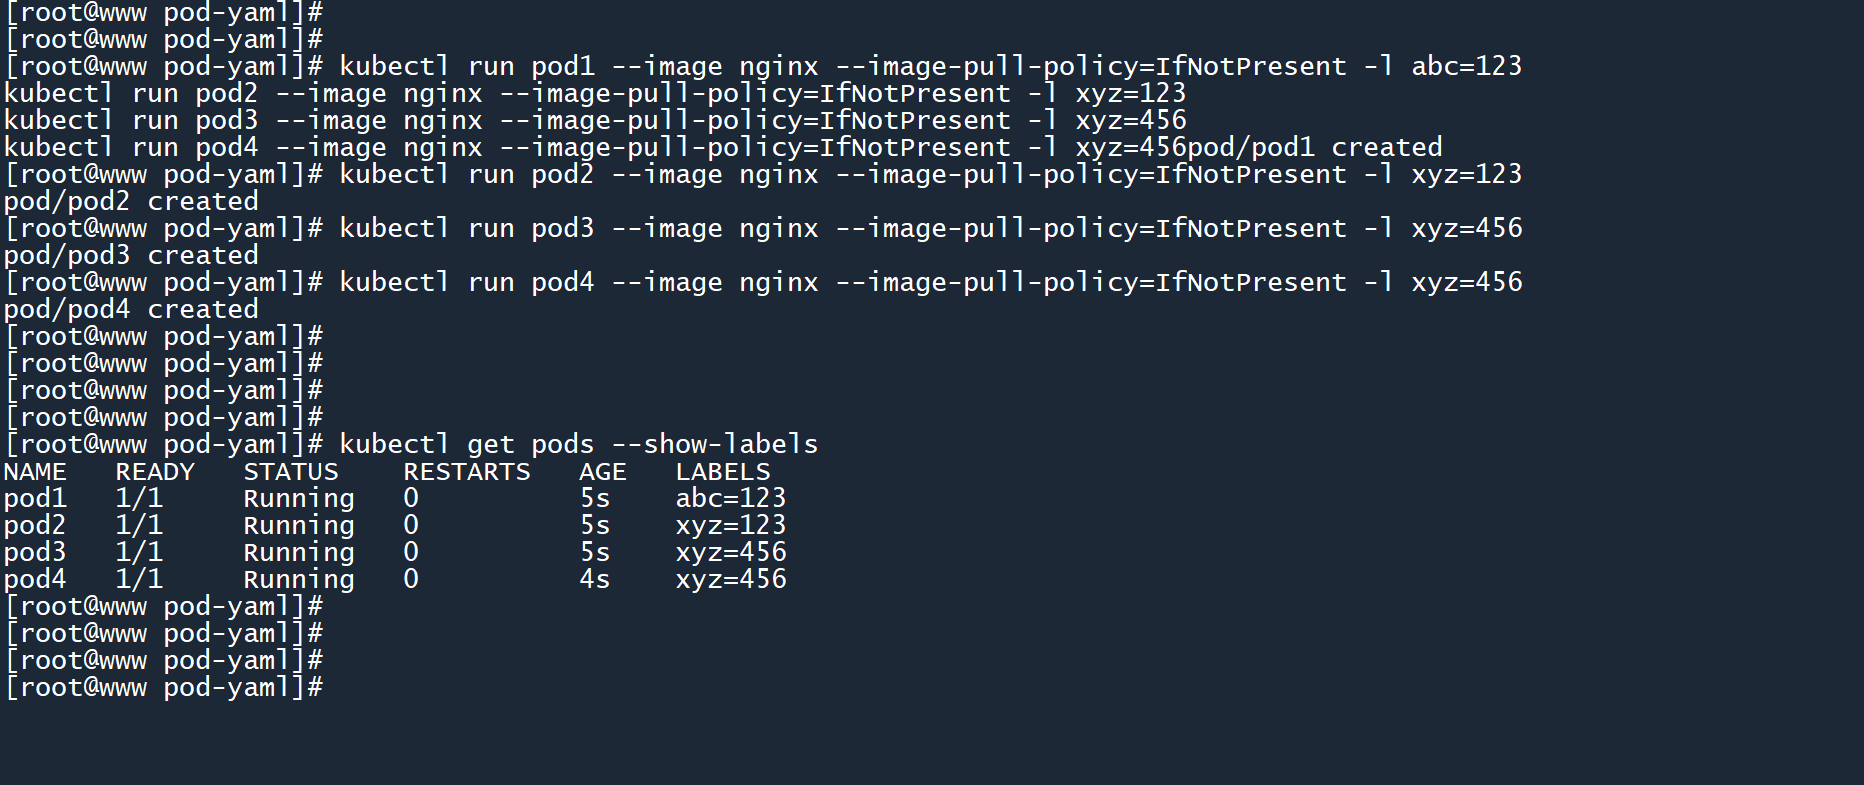 [root@www pod-yaml]#
[root@www pod-yaml]#
[root@www pod-yaml]# kubectl run pod1 --image nginx --image-pull-policy=IfNotPresent -l abc=123
kubectl run pod2 --image nginx --image-pull-policy=IfNotPresent -l xyz=123
kubectl run pod3 --image nginx --image-pull-policy=IfNotPresent -l xyz=456
kubectl run pod4 --image nginx --image-pull-policy=IfNotPresent -l xyz=456pod/pod1 created
[root@www pod-yaml]# kubectl run pod2 --image nginx --image-pull-policy=IfNotPresent -l xyz=123
pod/pod2 created
[root@www pod-yaml]# kubectl run pod3 --image nginx --image-pull-policy=IfNotPresent -l xyz=456
pod/pod3 created
[root@www pod-yaml]# kubectl run pod4 --image nginx --image-pull-policy=IfNotPresent -l xyz=456
pod/pod4 created
[root@www pod-yaml]#
[root@www pod-yaml]#
[root@www pod-yaml]#
[root@www pod-yaml]#
[root@www pod-yaml]# kubectl get pods --show-labels
NAME   READY   STATUS    RESTARTS   AGE   LABELS
pod1   1/1     Running   0          5s    abc=123
pod2   1/1     Running   0          5s    xyz=123
pod3   1/1     Running   0          5s    xyz=456
pod4   1/1     Running   0          4s    xyz=456
[root@www pod-yaml]#
[root@www pod-yaml]#
[root@www pod-yaml]#
[root@www pod-yaml]#